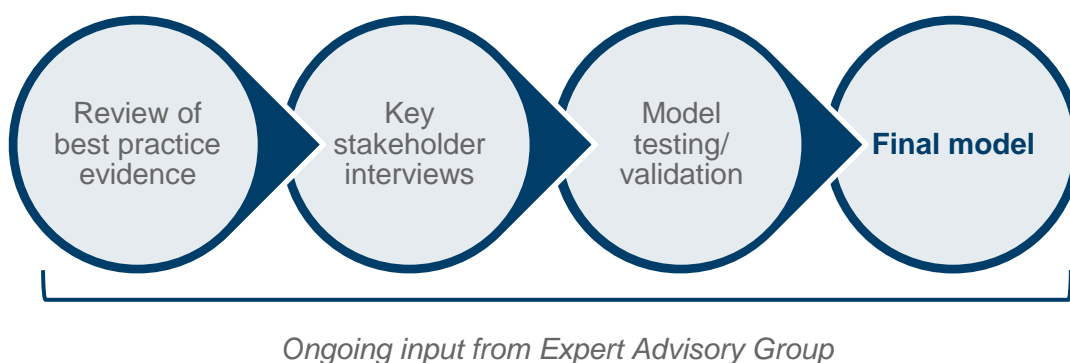 Review of
best practice
evidence
Key
stakeholder
interviews
Model
testing/
validation
Final model
Ongoing input from Expert Advisory Group